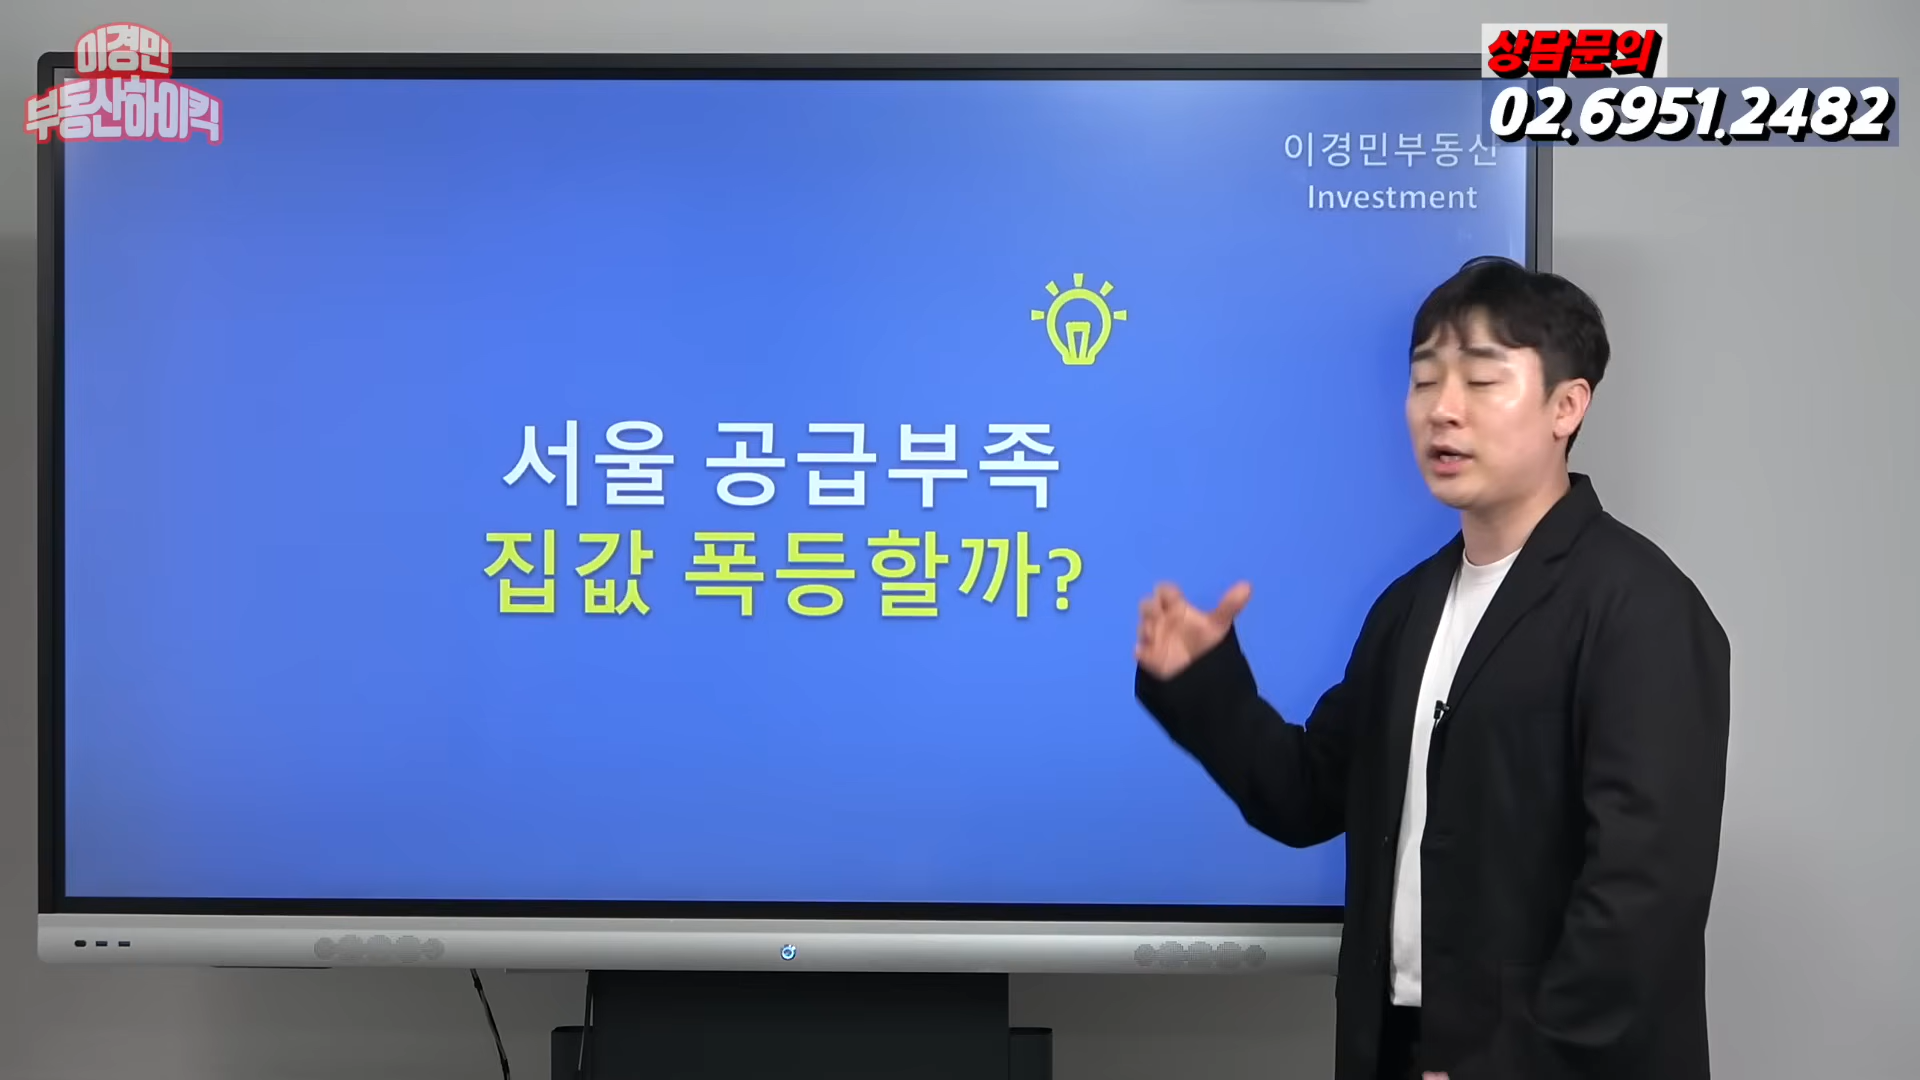 이경민
부동산하이킥
상담문의
02.6951.2482
이경민부동산
Investment
서울 공급부족
집값 폭등할까?